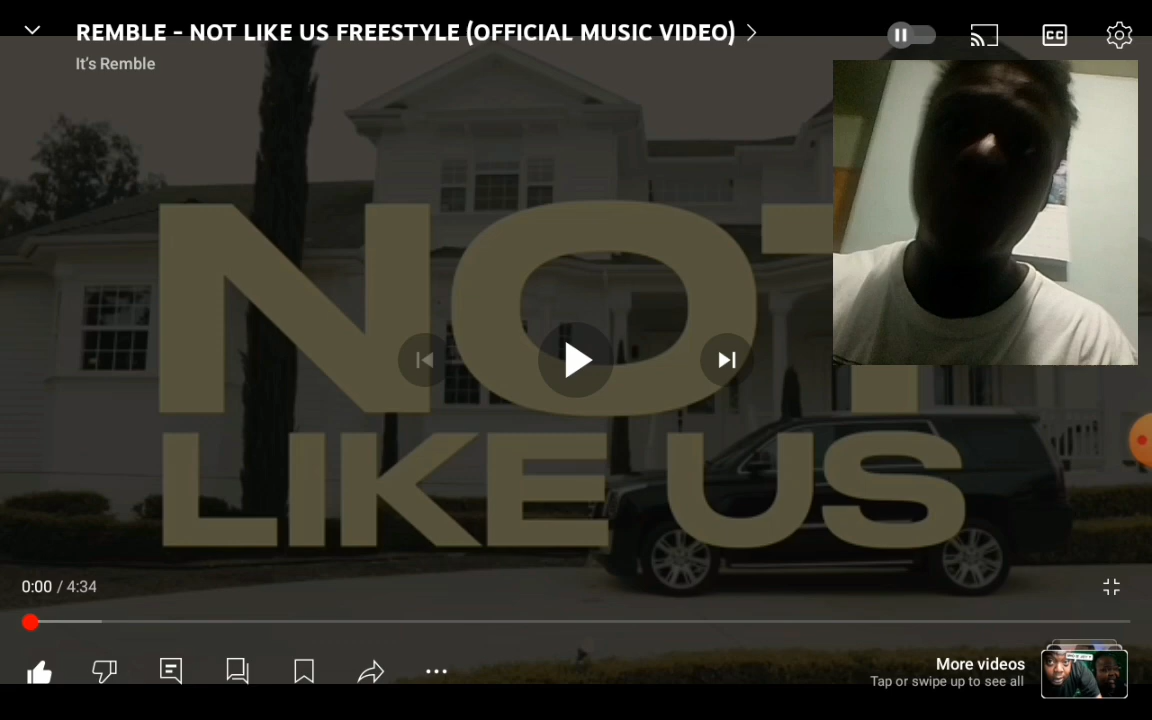 REMBLE - NOT LIKE US FREESTYLE (OFFICIAL MUSIC VIDEO)
It's Remble
CC
NOT
LIKE US
0:00 / 4:34
More videos
Tap or swipe up to see all